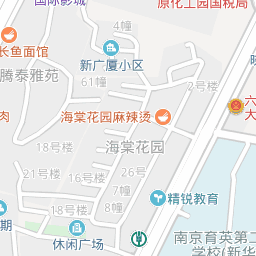 国际影城
原化工园国税局
4幢
长鱼面馆
新广厦小区
腾泰雅苑
61幢
2号楼
海棠花园麻辣烫
六
大
肉
18号楼
海棠花园
21号楼
26号
16号楼
8幢
7幢
18号楼
精锐教育
期
休闲广场
南京育英第二
学校(新华